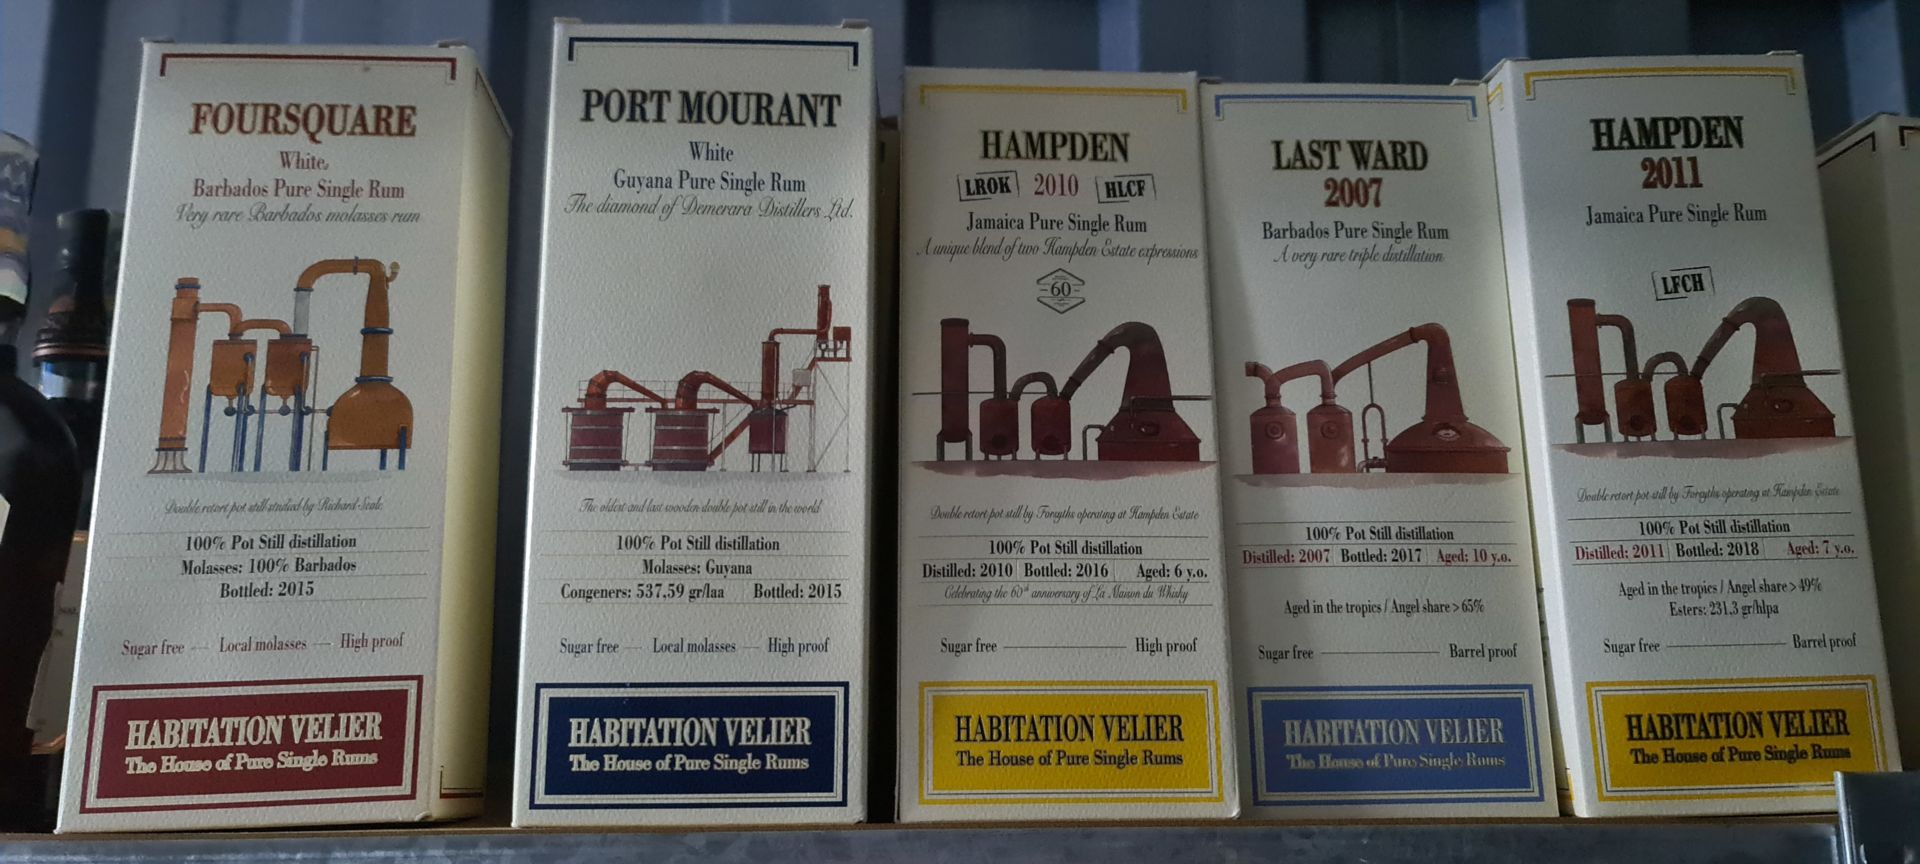 FOURSQUARE
White
Barbados Pure Single Rum
Very rare Barbados molasses rum
Double retort pot still studied by Richard Seale
100% Pot Still distillation
Molasses: 100% Barbados
Bottled: 2015
Sugar free — Local molasses — High proof
HABITATION VELIER
The House of Pure Single Rums
PORT MOURANT
White
Guyana Pure Single Rum
The diamond of Demerara Distillers Ltd.
The oldest and last wooden double pot still in the world
100% Pot Still distillation
Molasses: Guyana
Congeners: 537,59 gr/laa Bottled: 2015
Sugar free — Local molasses — High proof
HABITATION VELIER
The House of Pure Single Rums
HAMPDEN
LROK 2010 HLCF
Jamaica Pure Single Rum
A unique blend of two Hampden Estate expressions
60
Double retort pot still by Forsyths operating at Hampden Estate
100% Pot Still distillation
Distilled: 2010 Bottled: 2016 Aged: 6 y.o.
Celebrating the 60th anniversary of La Maison du Whisky
Sugar free — High proof
HABITATION VELIER
The House of Pure Single Rums
LAST WARD
2007
Barbados Pure Single Rum
A very rare triple distillation
100% Pot Still distillation
Distilled: 2007 Bottled: 2017 Aged: 10 y.o.
Aged in the tropics / Angel share > 65%
Sugar free — Barrel proof
HABITATION VELIER
The House of Pure Single Rums
HAMPDEN
2011
Jamaica Pure Single Rum
LFCH
Double retort pot still by Forsyths operating at Hampden Estate
100% Pot Still distillation
Distilled: 2011 Bottled: 2018 Aged: 7 y.o.
Aged in the tropics / Angel share > 49%
Esters: 231,3 gr/hlpa
Sugar free — Barrel proof
HABITATION VELIER
The House of Pure Single Rums